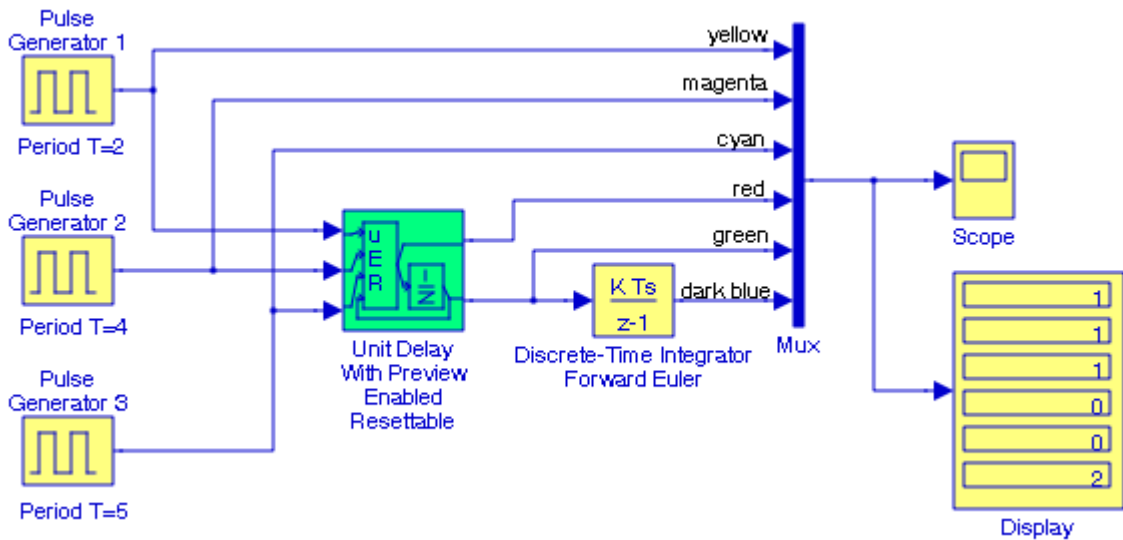 Pulse
Generator 1
Period T=2
Pulse
Generator 2
Period T=4
Pulse
Generator 3
Period T=5
u
E
R
1
z
Unit Delay
With Preview
Enabled
Resettable
K Ts
z-1
Discrete-Time Integrator
Forward Euler
yellow
magenta
cyan
red
green
dark blue
Mux
Scope
1
1
1
0
0
2
Display